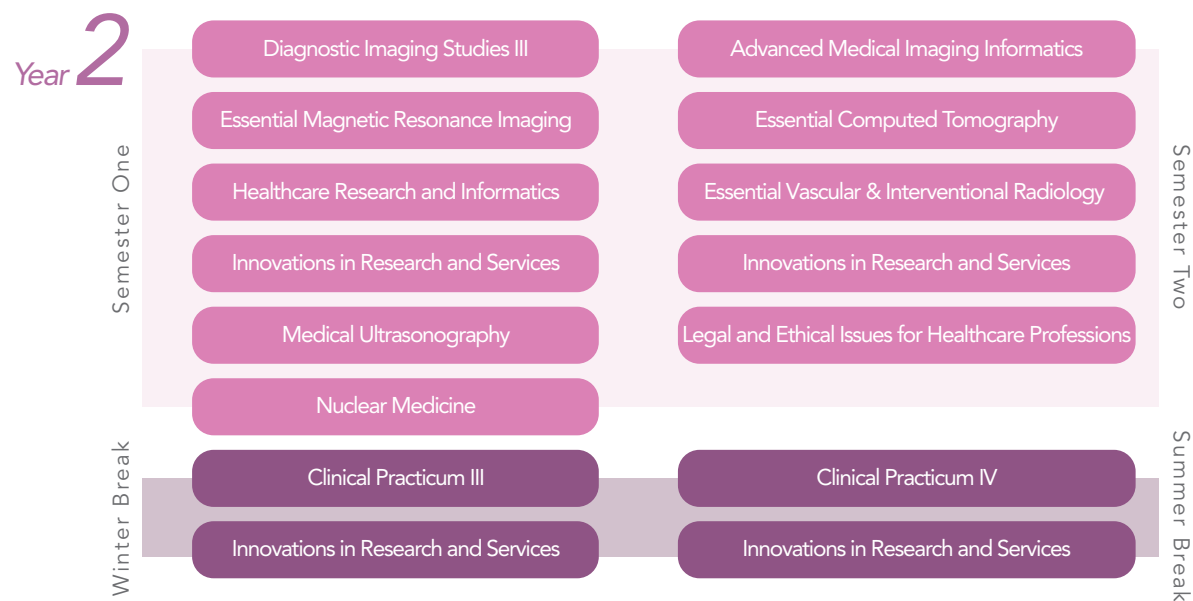 Year 2
Semester One
Diagnostic Imaging Studies III
Essential Magnetic Resonance Imaging
Healthcare Research and Informatics
Innovations in Research and Services
Medical Ultrasonography
Nuclear Medicine
Semester Two
Advanced Medical Imaging Informatics
Essential Computed Tomography
Essential Vascular & Interventional Radiology
Innovations in Research and Services
Legal and Ethical Issues for Healthcare Professions
Winter Break
Clinical Practicum III
Innovations in Research and Services
Summer Break
Clinical Practicum IV
Innovations in Research and Services